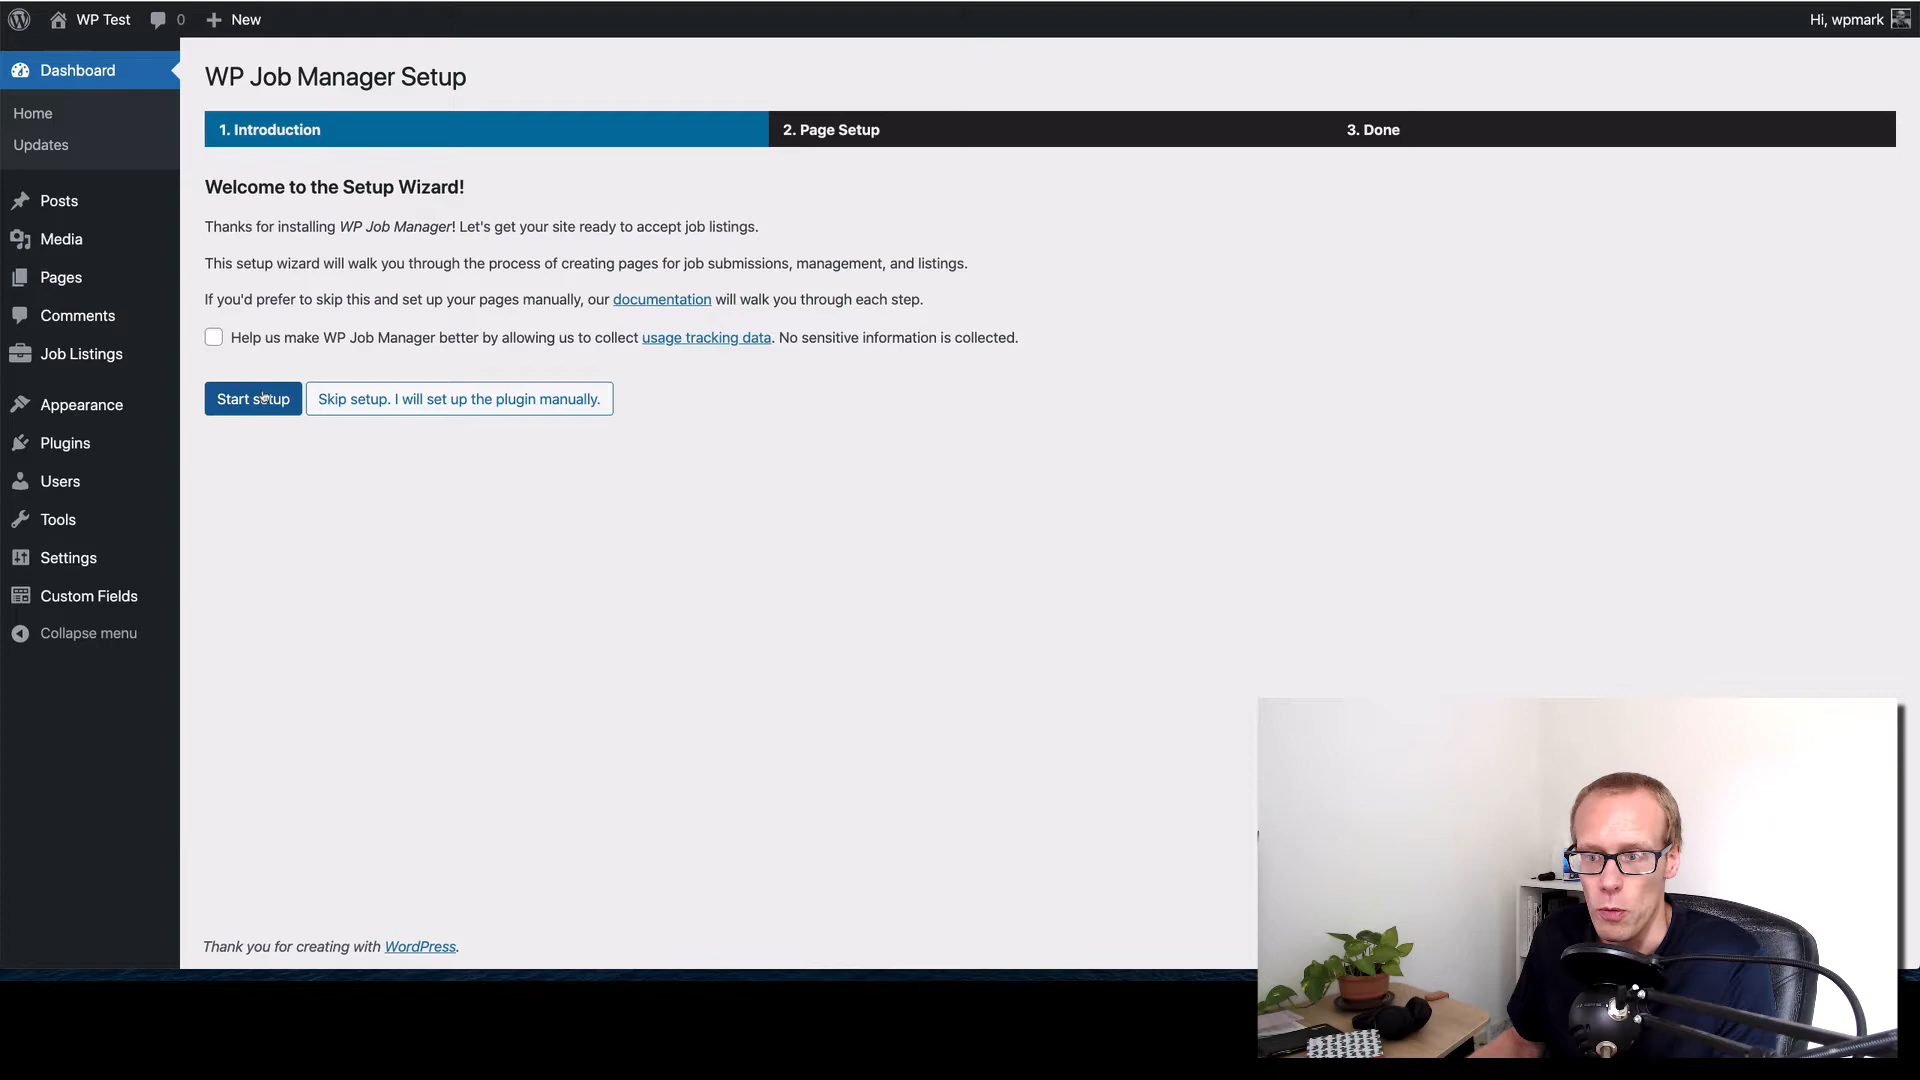 WP Test
0
New
Hi, wpmark
Dashboard
Home
Updates
Posts
Media
Pages
Comments
Job Listings
Appearance
Plugins
Users
Tools
Settings
Custom Fields
Collapse menu
WP Job Manager Setup
1. Introduction
2. Page Setup
3. Done
Welcome to the Setup Wizard!
Thanks for installing WP Job Manager! Let's get your site ready to accept job listings.
This setup wizard will walk you through the process of creating pages for job submissions, management, and listings.
If you'd prefer to skip this and set up your pages manually, our documentation will walk you through each step.
Help us make WP Job Manager better by allowing us to collect usage tracking data. No sensitive information is collected.
Start setup
Skip setup. I will set up the plugin manually.
Thank you for creating with WordPress.